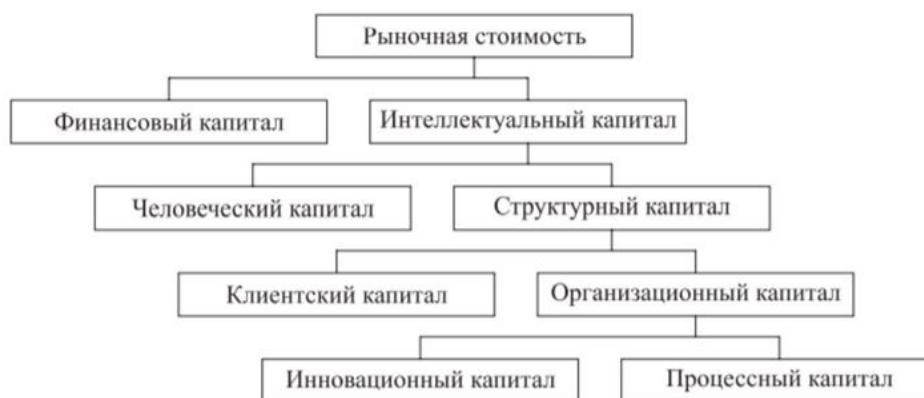 Рыночная стоимость
Финансовый капитал
Интеллектуальный капитал
Человеческий капитал
Структурный капитал
Клиентский капитал
Организационный капитал
Инновационный капитал
Процессный капитал